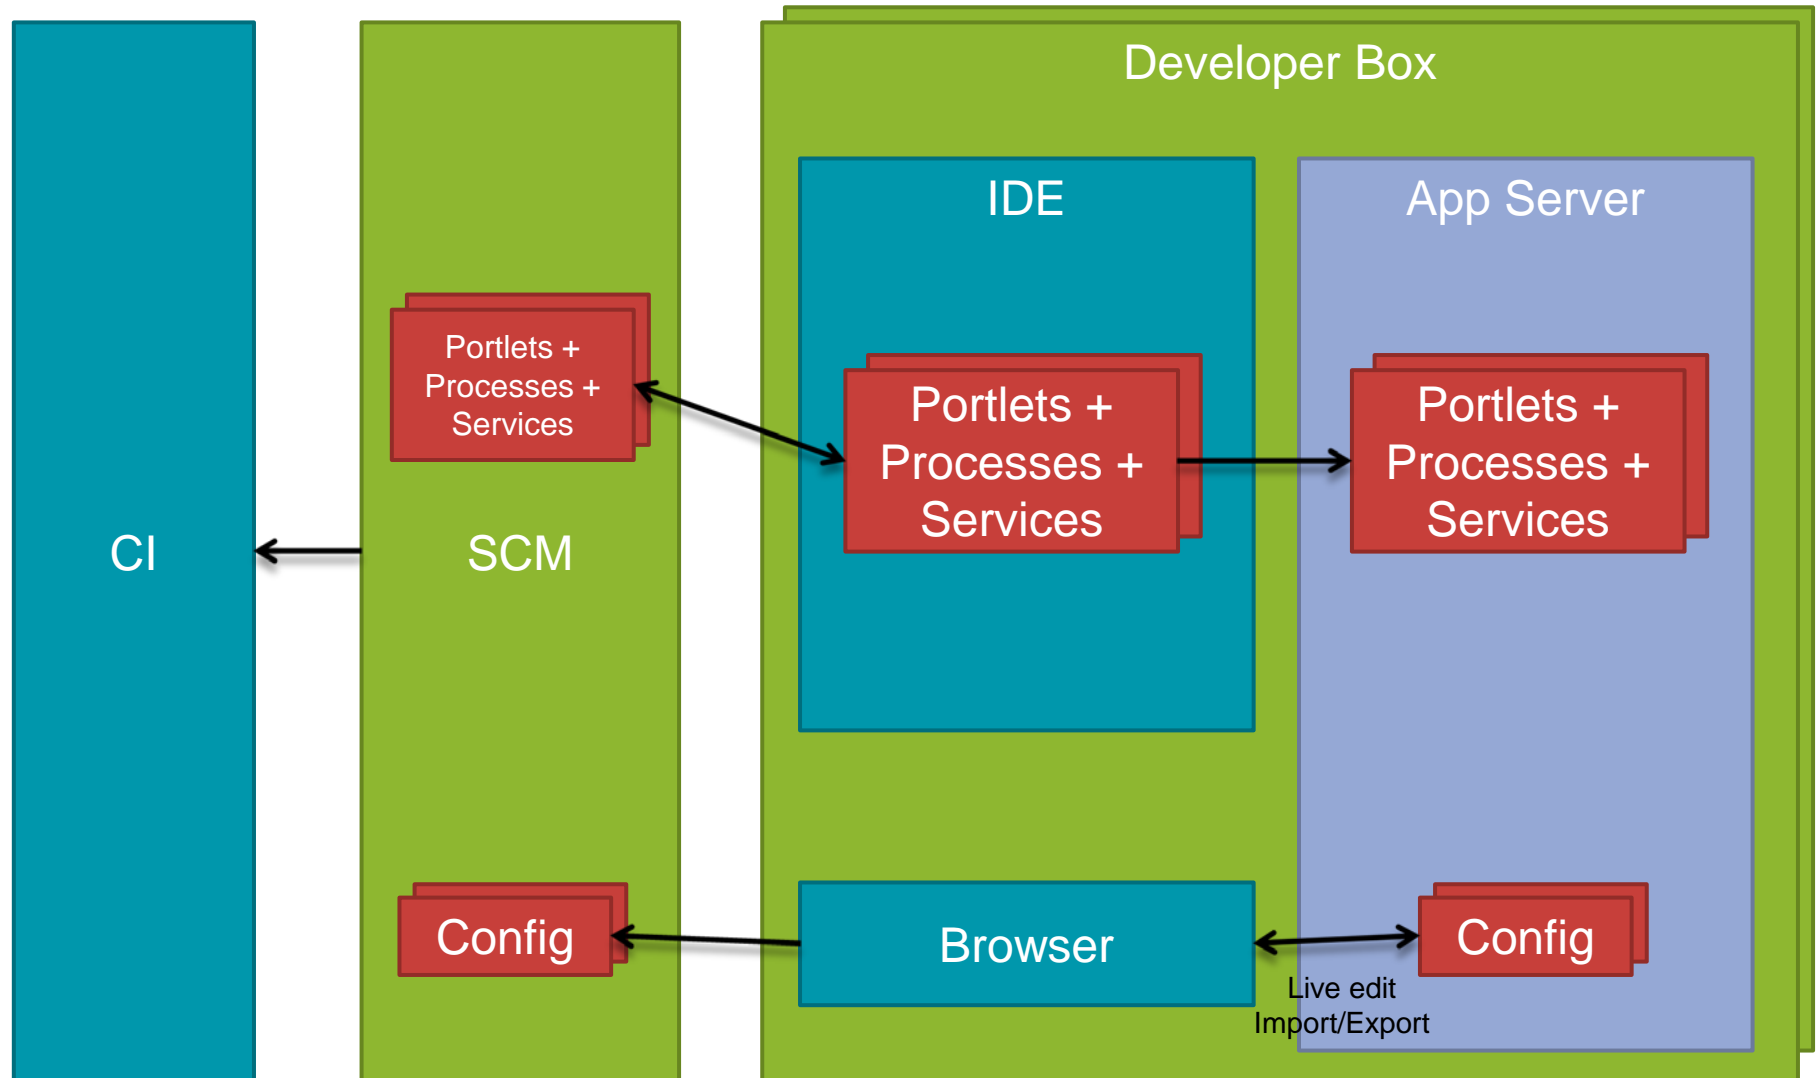 Developer Box
IDE
App Server
Portlets +
Processes +
Services
Portlets +
Processes +
Services
Portlets +
Processes +
Services
CI
SCM
Config
Browser
Config
Live edit
Import/Export